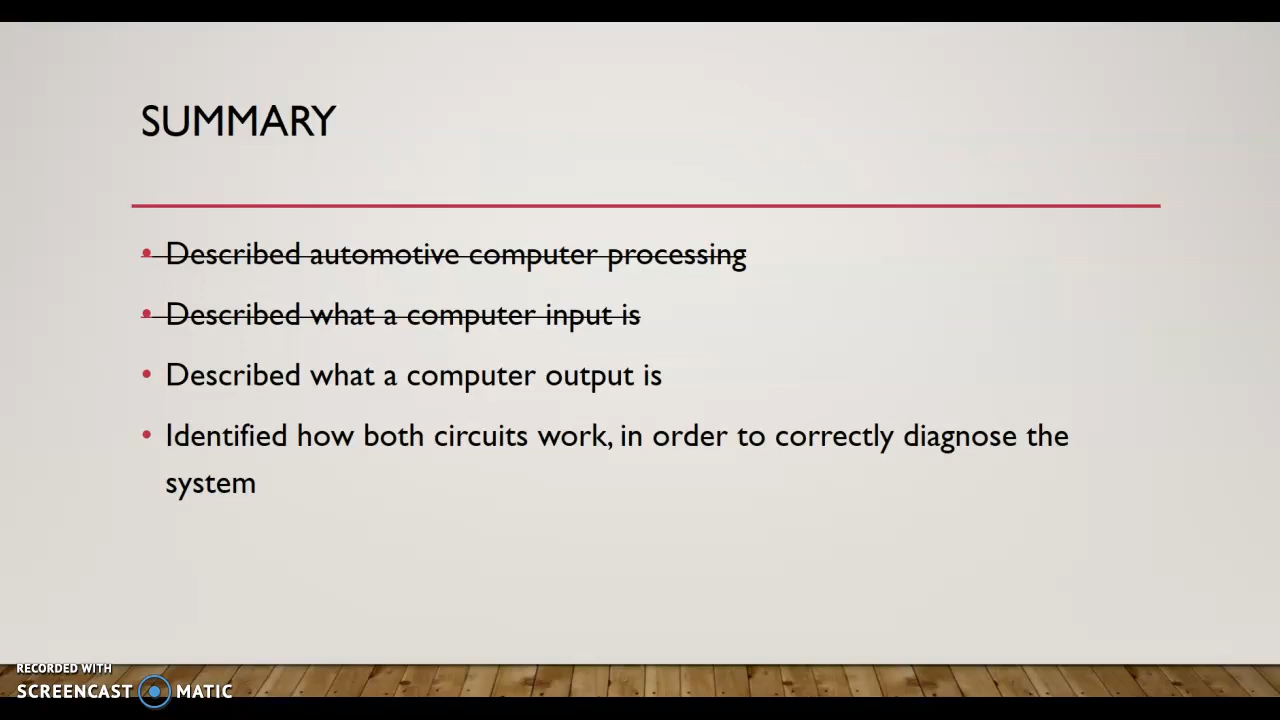 SUMMARY
• Described automotive computer processing
• Described what a computer input is
• Described what a computer output is
• Identified how both circuits work, in order to correctly diagnose the
system
RECORDED WITH
SCREENCAST MATIC